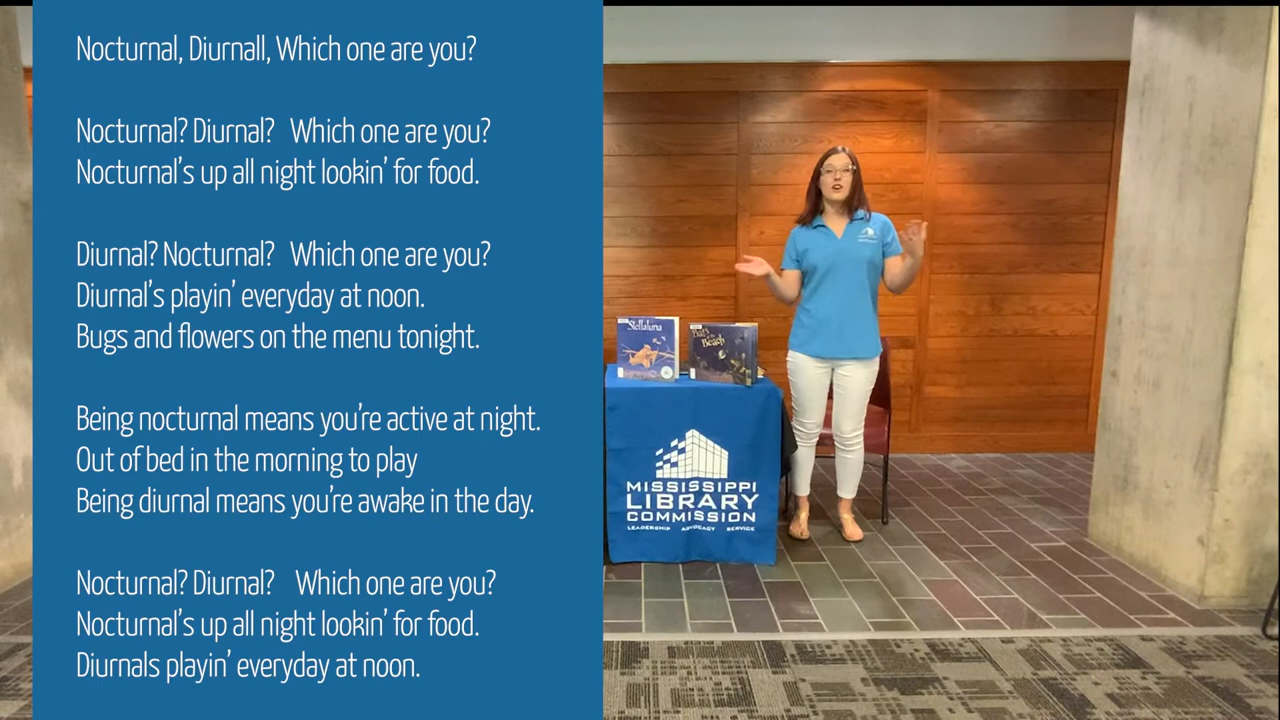 Nocturnal, Diurnall, Which one are you?
Nocturnal? Diurnal? Which one are you?
Nocturnal's up all night lookin' for food.
Diurnal? Nocturnal? Which one are you?
Diurnal's playin' everyday at noon.
Bugs and flowers on the menu tonight.
Being nocturnal means you're active at night.
Out of bed in the morning to play
Being diurnal means you're awake in the day.
Nocturnal? Diurnal? Which one are you?
Nocturnal's up all night lookin' for food.
Diurnals playin' everyday at noon.
Stellaluna
Bats
Beach
MISSISSIPPI
LIBRARY
COMMISSION
LEADERSHIP ADVOCACY SERVICE